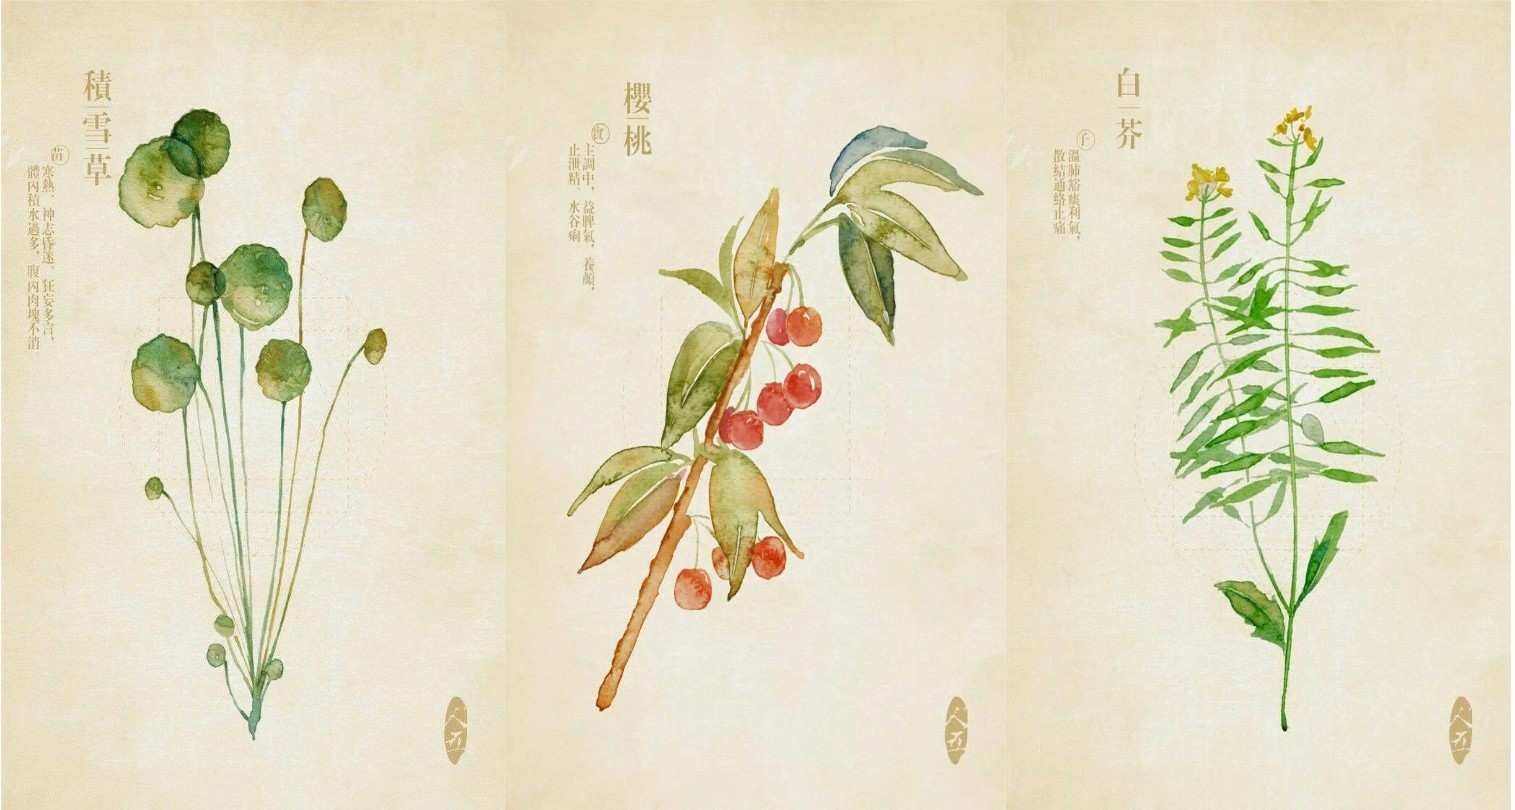 積雪草
苗
寒熱、神志昏迷、狂妄多言，
體內積水過多，腹內肉塊不消
櫻桃
實
主調中，益脾氣，養顏，
止泄精、水谷痢
白芥
子
溫肺豁痰利氣，
散結通絡止痛